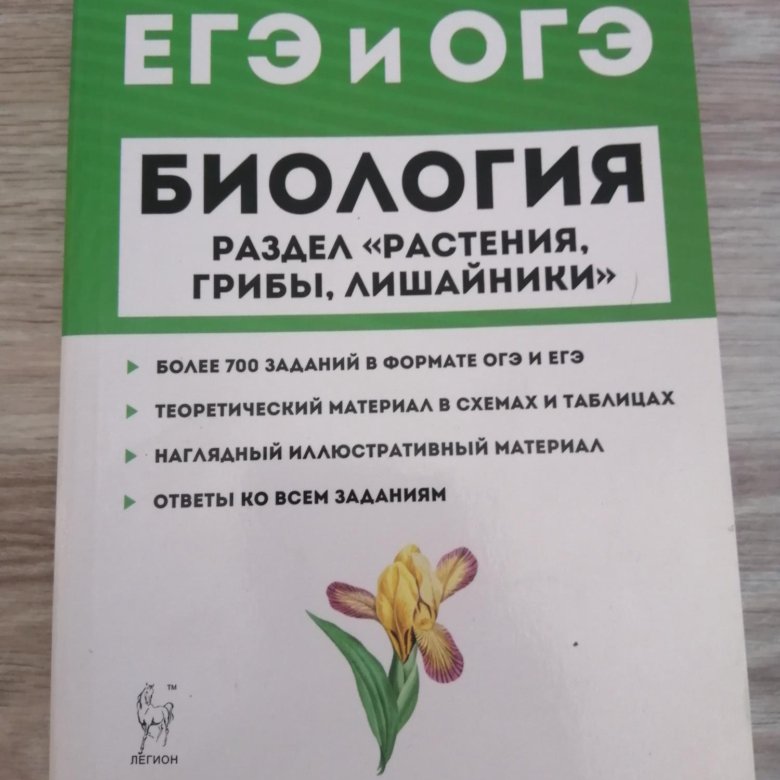 ЕГЭ и ОГЭ
БИОЛОГИЯ
РАЗДЕЛ «РАСТЕНИЯ,
ГРИБЫ, ЛИШАЙНИКИ»
БОЛЕЕ 700 ЗАДАНИЙ В ФОРМАТЕ ОГЭ И ЕГЭ
ТЕОРЕТИЧЕСКИЙ МАТЕРИАЛ В СХЕМАХ И ТАБЛИЦАХ
НАГЛЯДНЫЙ ИЛЛЮСТРАТИВНЫЙ МАТЕРИАЛ
ОТВЕТЫ КО ВСЕМ ЗАДАНИЯМ
TM
ЛЕГИОН